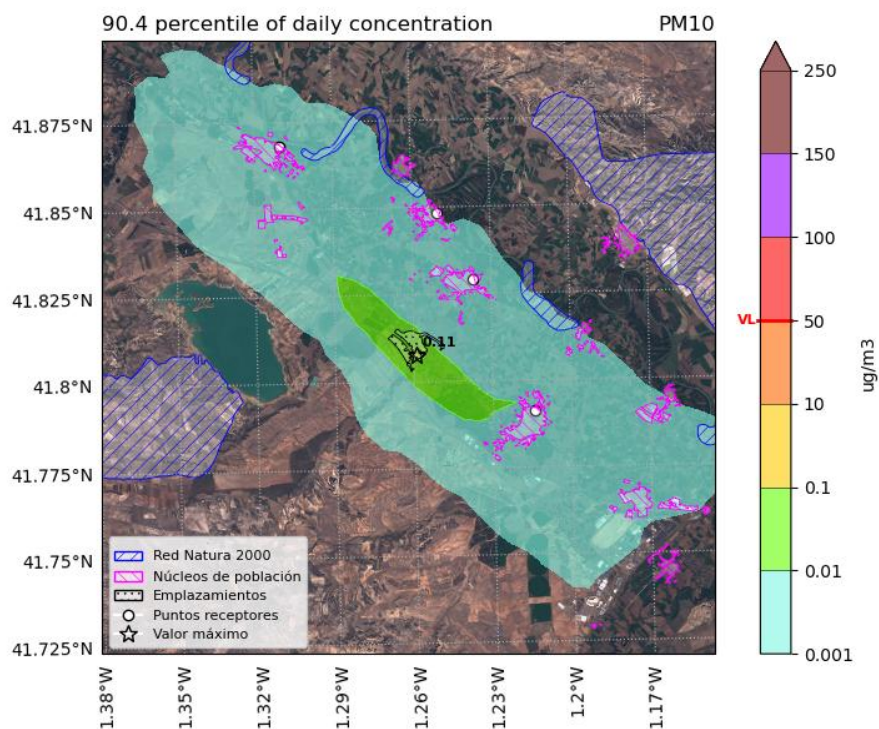 90.4 percentile of daily concentration
PM10
41.875°N
41.85°N
41.825°N
41.8°N
41.775°N
41.75°N
41.725°N
0.11
Red Natura 2000
Núcleos de población
Emplazamientos
Puntos receptores
Valor máximo
1.38°W
1.35°W
1.32°W
1.29°W
1.26°W
1.23°W
1.2°W
1.17°W
250
150
100
VL
50
10
0.1
0.01
0.001
ug/m3